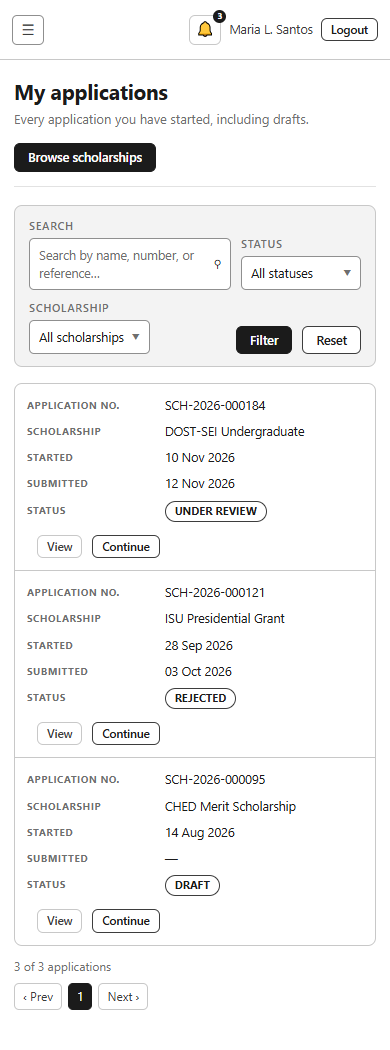 ☰
3
Maria L. Santos
Logout
My applications
Every application you have started, including drafts.
Browse scholarships
SEARCH
Search by name, number, or
reference...
STATUS
All statuses
SCHOLARSHIP
All scholarships
Filter
Reset
APPLICATION NO. SCH-2026-000184
SCHOLARSHIP DOST-SEI Undergraduate
STARTED 10 Nov 2026
SUBMITTED 12 Nov 2026
STATUS UNDER REVIEW
View Continue
APPLICATION NO. SCH-2026-000121
SCHOLARSHIP ISU Presidential Grant
STARTED 28 Sep 2026
SUBMITTED 03 Oct 2026
STATUS REJECTED
View Continue
APPLICATION NO. SCH-2026-000095
SCHOLARSHIP CHED Merit Scholarship
STARTED 14 Aug 2026
SUBMITTED —
STATUS DRAFT
View Continue
3 of 3 applications
‹ Prev 1 Next ›